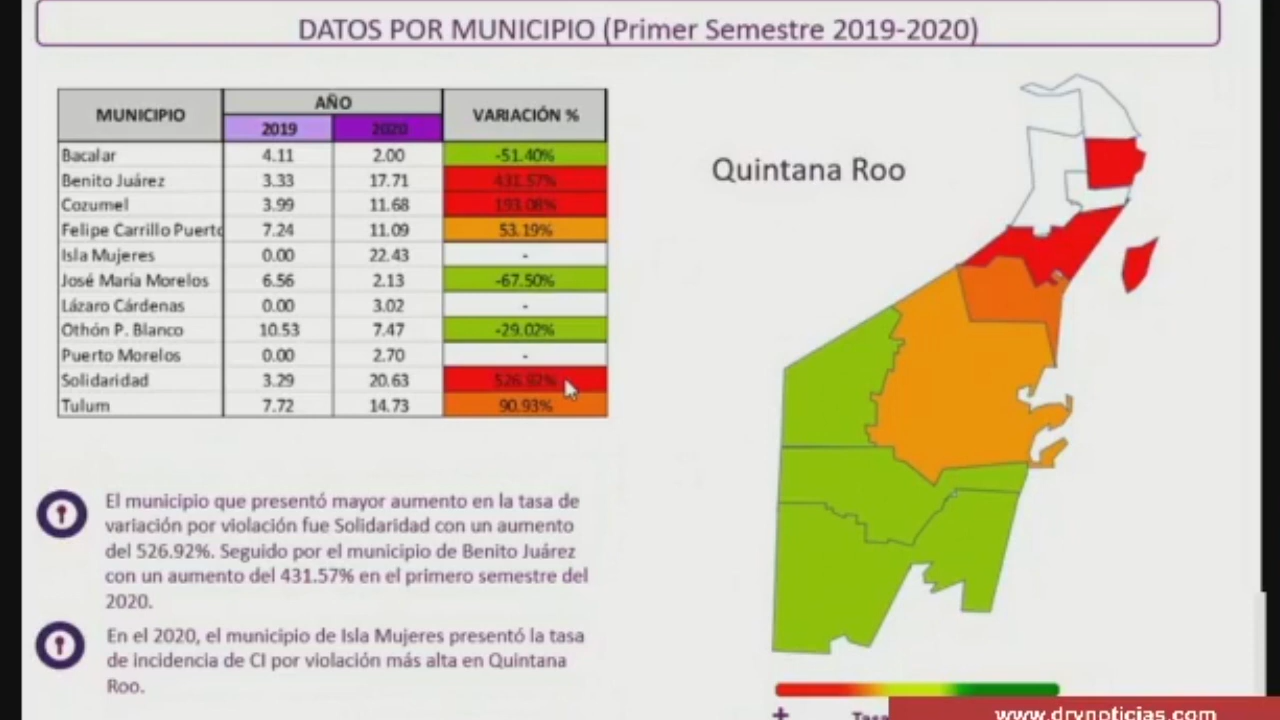 DATOS POR MUNICIPIO (Primer Semestre 2019-2020)
MUNICIPIO AÑO VARIACIÓN %
2019 2020
Bacalar 4.11 2.00 -51.40%
Benito Juárez 3.33 17.71 431.57%
Cozumel 3.99 11.68 193.08%
Felipe Carrillo Puerto 7.24 11.09 53.19%
Isla Mujeres 0.00 22.43 -
José María Morelos 6.56 2.13 -67.50%
Lázaro Cárdenas 0.00 3.02 -
Othón P. Blanco 10.53 7.47 -29.02%
Puerto Morelos 0.00 2.70 -
Solidaridad 3.29 20.63 526.92%
Tulum 7.72 14.73 90.93%
Quintana Roo
El municipio que presentó mayor aumento en la tasa de
variación por violación fue Solidaridad con un aumento
del 526.92%. Seguido por el municipio de Benito Juárez
con un aumento del 431.57% en el primero semestre del
2020.
En el 2020, el municipio de Isla Mujeres presentó la tasa
de incidencia de CI por violación más alta en Quintana
Roo.
+ Tasa
www.drvnoticias.com